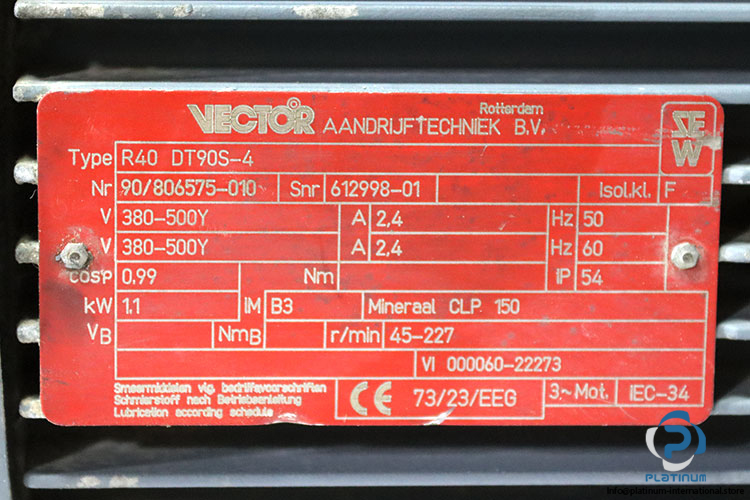 VECTOR Rotterdam
AANDRIJFTECHNIEK B.V.
SEW
Type R40 DT90S-4
Nr 90/806575-010 Snr 612998-01 Isol.kl. F
V 380-500Y A 2,4 Hz 50
V 380-500Y A 2,4 Hz 60
cosφ 0,99 Nm IP 54
kW 1.1 IM B3 Mineraal CLP 150
VB NmB r/min 45-227
VI 000060-22273
Smeermiddelen vlg. bedrijfsvoorschriften
Schmierstoff nach Betriebsanleitung
Lubrication according schedule
CE 73/23/EEG 3~Mot. IEC-34
PLATINUM
info@platinum-international.store